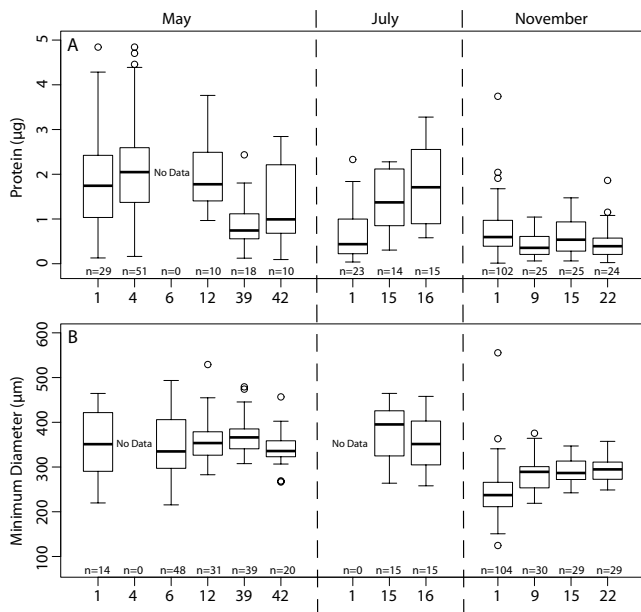 May July November
A
Protein (µg)
5
4
3
2
1
0
No Data
n=29 n=51 n=0 n=10 n=18 n=10 n=23 n=14 n=15 n=102 n=25 n=25 n=24
1 4 6 12 39 42 1 15 16 1 9 15 22
B
Minimum Diameter (µm)
600
500
400
300
200
100
No Data No Data
n=14 n=0 n=48 n=31 n=39 n=20 n=0 n=15 n=15 n=104 n=30 n=29 n=29
1 4 6 12 39 42 1 15 16 1 9 15 22